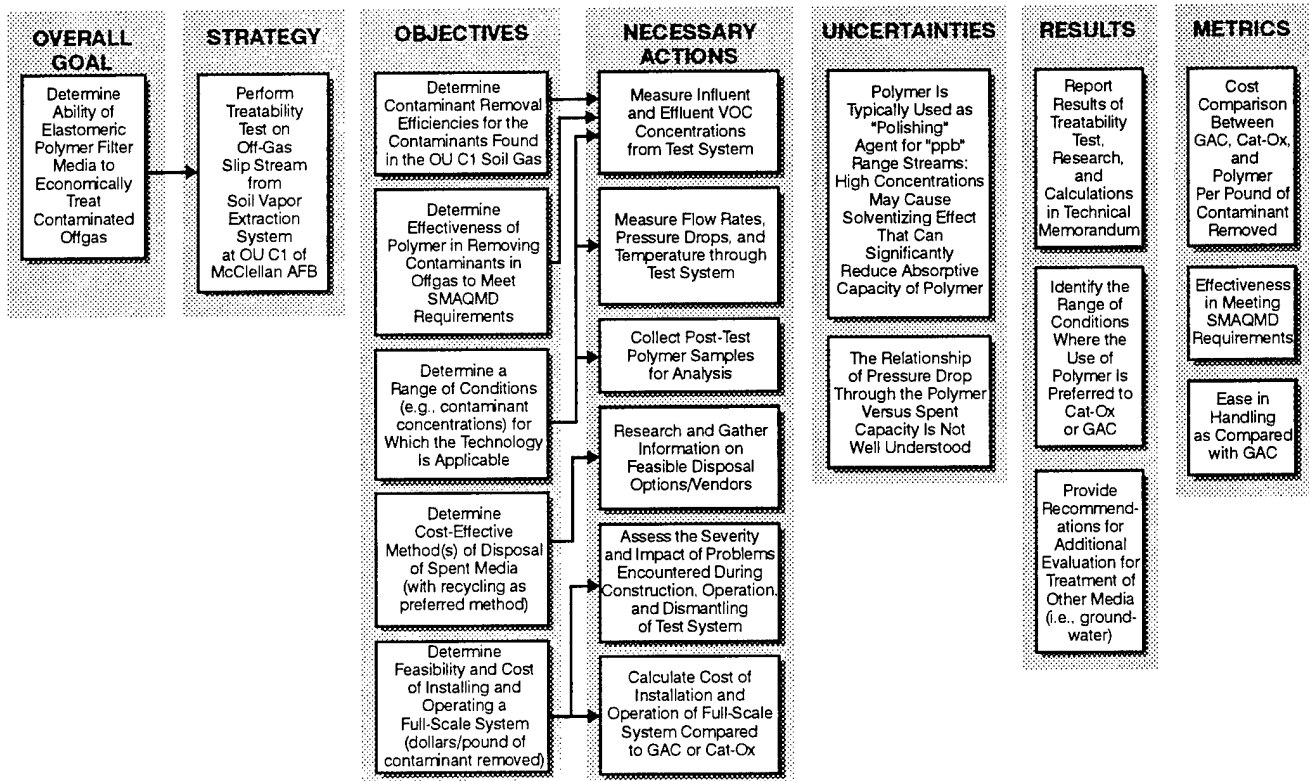 OVERALL
GOAL
Determine
Ability of
Elastomeric
Polymer Filter
Media to
Economically
Treat
Contaminated
Offgas
STRATEGY
Perform
Treatability
Test on
Off-Gas
Slip Stream
from
Soil Vapor
Extraction
System
at OU C1 of
McClellan AFB
OBJECTIVES
Determine
Contaminant Removal
Efficiencies for the
Contaminants Found
in the OU C1 Soil Gas
Determine
Effectiveness of
Polymer in Removing
Contaminants in
Offgas to Meet
SMAQMD
Requirements
Determine a
Range of Conditions
(e.g., contaminant
concentrations) for
Which the Technology
Is Applicable
Determine
Cost-Effective
Method(s) of Disposal
of Spent Media
(with recycling as
preferred method)
Determine
Feasibility and Cost
of Installing and
Operating a
Full-Scale System
(dollars/pound of
contaminant removed)
NECESSARY
ACTIONS
Measure Influent
and Effluent VOC
Concentrations
from Test System
Measure Flow Rates,
Pressure Drops, and
Temperature through
Test System
Collect Post-Test
Polymer Samples
for Analysis
Research and Gather
Information on
Feasible Disposal
Options/Vendors
Assess the Severity
and Impact of Problems
Encountered During
Construction, Operation,
and Dismantling
of Test System
Calculate Cost of
Installation and
Operation of Full-Scale
System Compared
to GAC or Cat-Ox
UNCERTAINTIES
Polymer Is
Typically Used as
"Polishing"
Agent for "ppb"
Range Streams:
High Concentrations
May Cause
Solventizing Effect
That Can
Significantly
Reduce Absorptive
Capacity of Polymer
The Relationship
of Pressure Drop
Through the Polymer
Versus Spent
Capacity Is Not
Well Understood
RESULTS
Report
Results of
Treatability
Test,
Research,
and
Calculations
in Technical
Memorandum
Identify the
Range of
Conditions
Where the
Use of
Polymer Is
Preferred to
Cat-Ox
or GAC
Provide
Recommend-
ations for
Additional
Evaluation for
Treatment of
Other Media
(i.e., ground-
water)
METRICS
Cost
Comparison
Between
GAC, Cat-Ox,
and
Polymer
Per Pound of
Contaminant
Removed
Effectiveness
in Meeting
SMAQMD
Requirements
Ease in
Handling
as Compared
with GAC